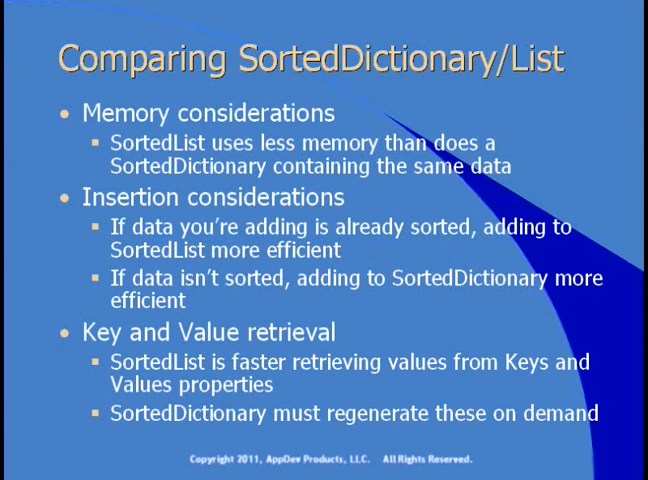 Comparing SortedDictionary/List
• Memory considerations
▪ SortedList uses less memory than does a
SortedDictionary containing the same data
• Insertion considerations
▪ If data you're adding is already sorted, adding to
SortedList more efficient
▪ If data isn't sorted, adding to SortedDictionary more
efficient
• Key and Value retrieval
▪ SortedList is faster retrieving values from Keys and
Values properties
▪ SortedDictionary must regenerate these on demand
Copyright 2011, AppDev Products, LLC. All Rights Reserved.